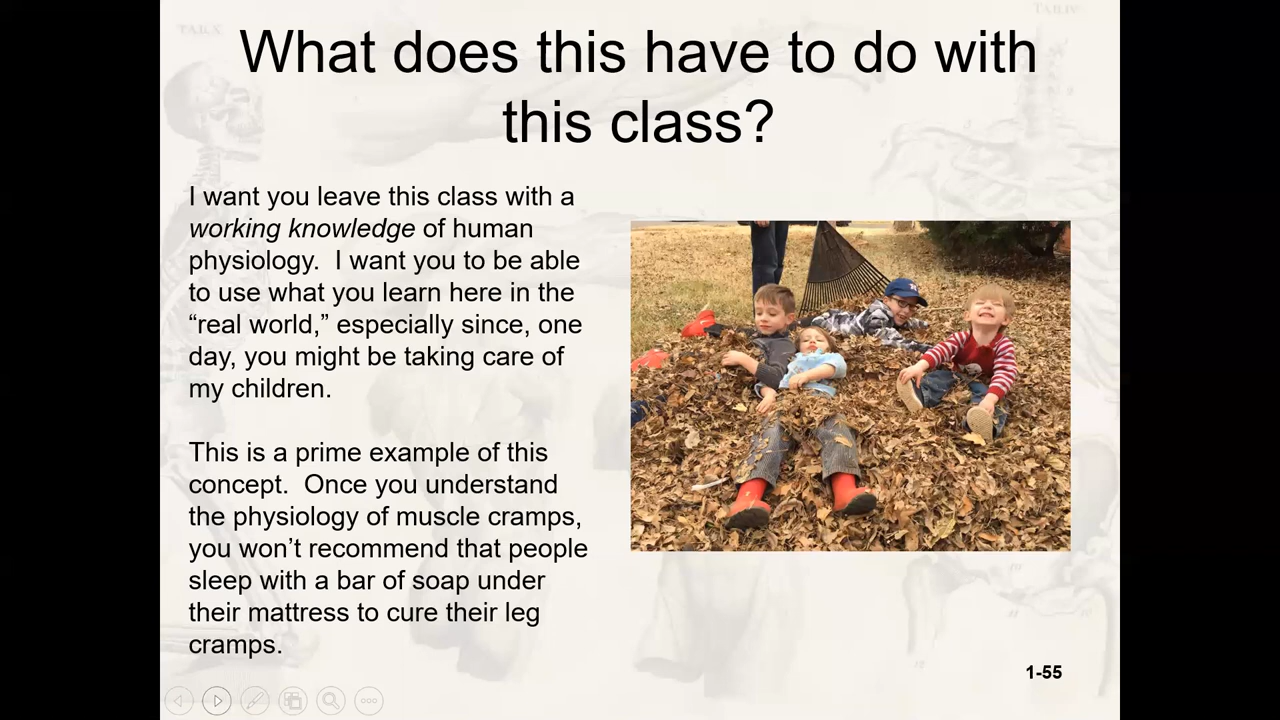 What does this have to do with
this class?
I want you leave this class with a
working knowledge of human
physiology.  I want you to be able
to use what you learn here in the
“real world,” especially since, one
day, you might be taking care of
my children.
This is a prime example of this
concept.  Once you understand
the physiology of muscle cramps,
you won’t recommend that people
sleep with a bar of soap under
their mattress to cure their leg
cramps.
1-55